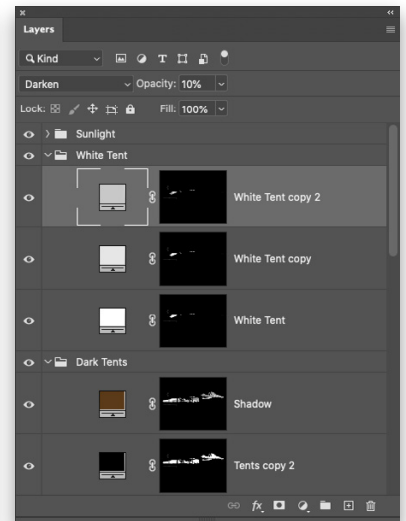 Layers
Kind
Darken Opacity: 10%
Lock: Fill: 100%
Sunlight
White Tent
White Tent copy 2
White Tent copy
White Tent
Dark Tents
Shadow
Tents copy 2
fx